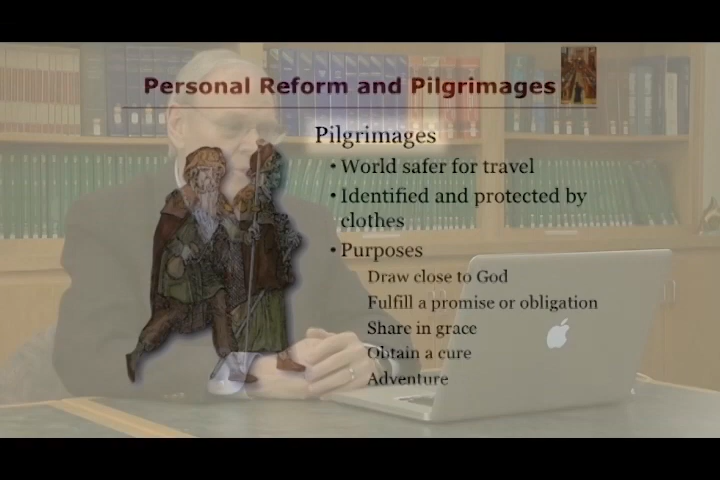 Personal Reform and Pilgrimages
Pilgrimages
• World safer for travel
• Identified and protected by
clothes
• Purposes
Draw close to God
Fulfill a promise or obligation
Share in grace
Obtain a cure
Adventure